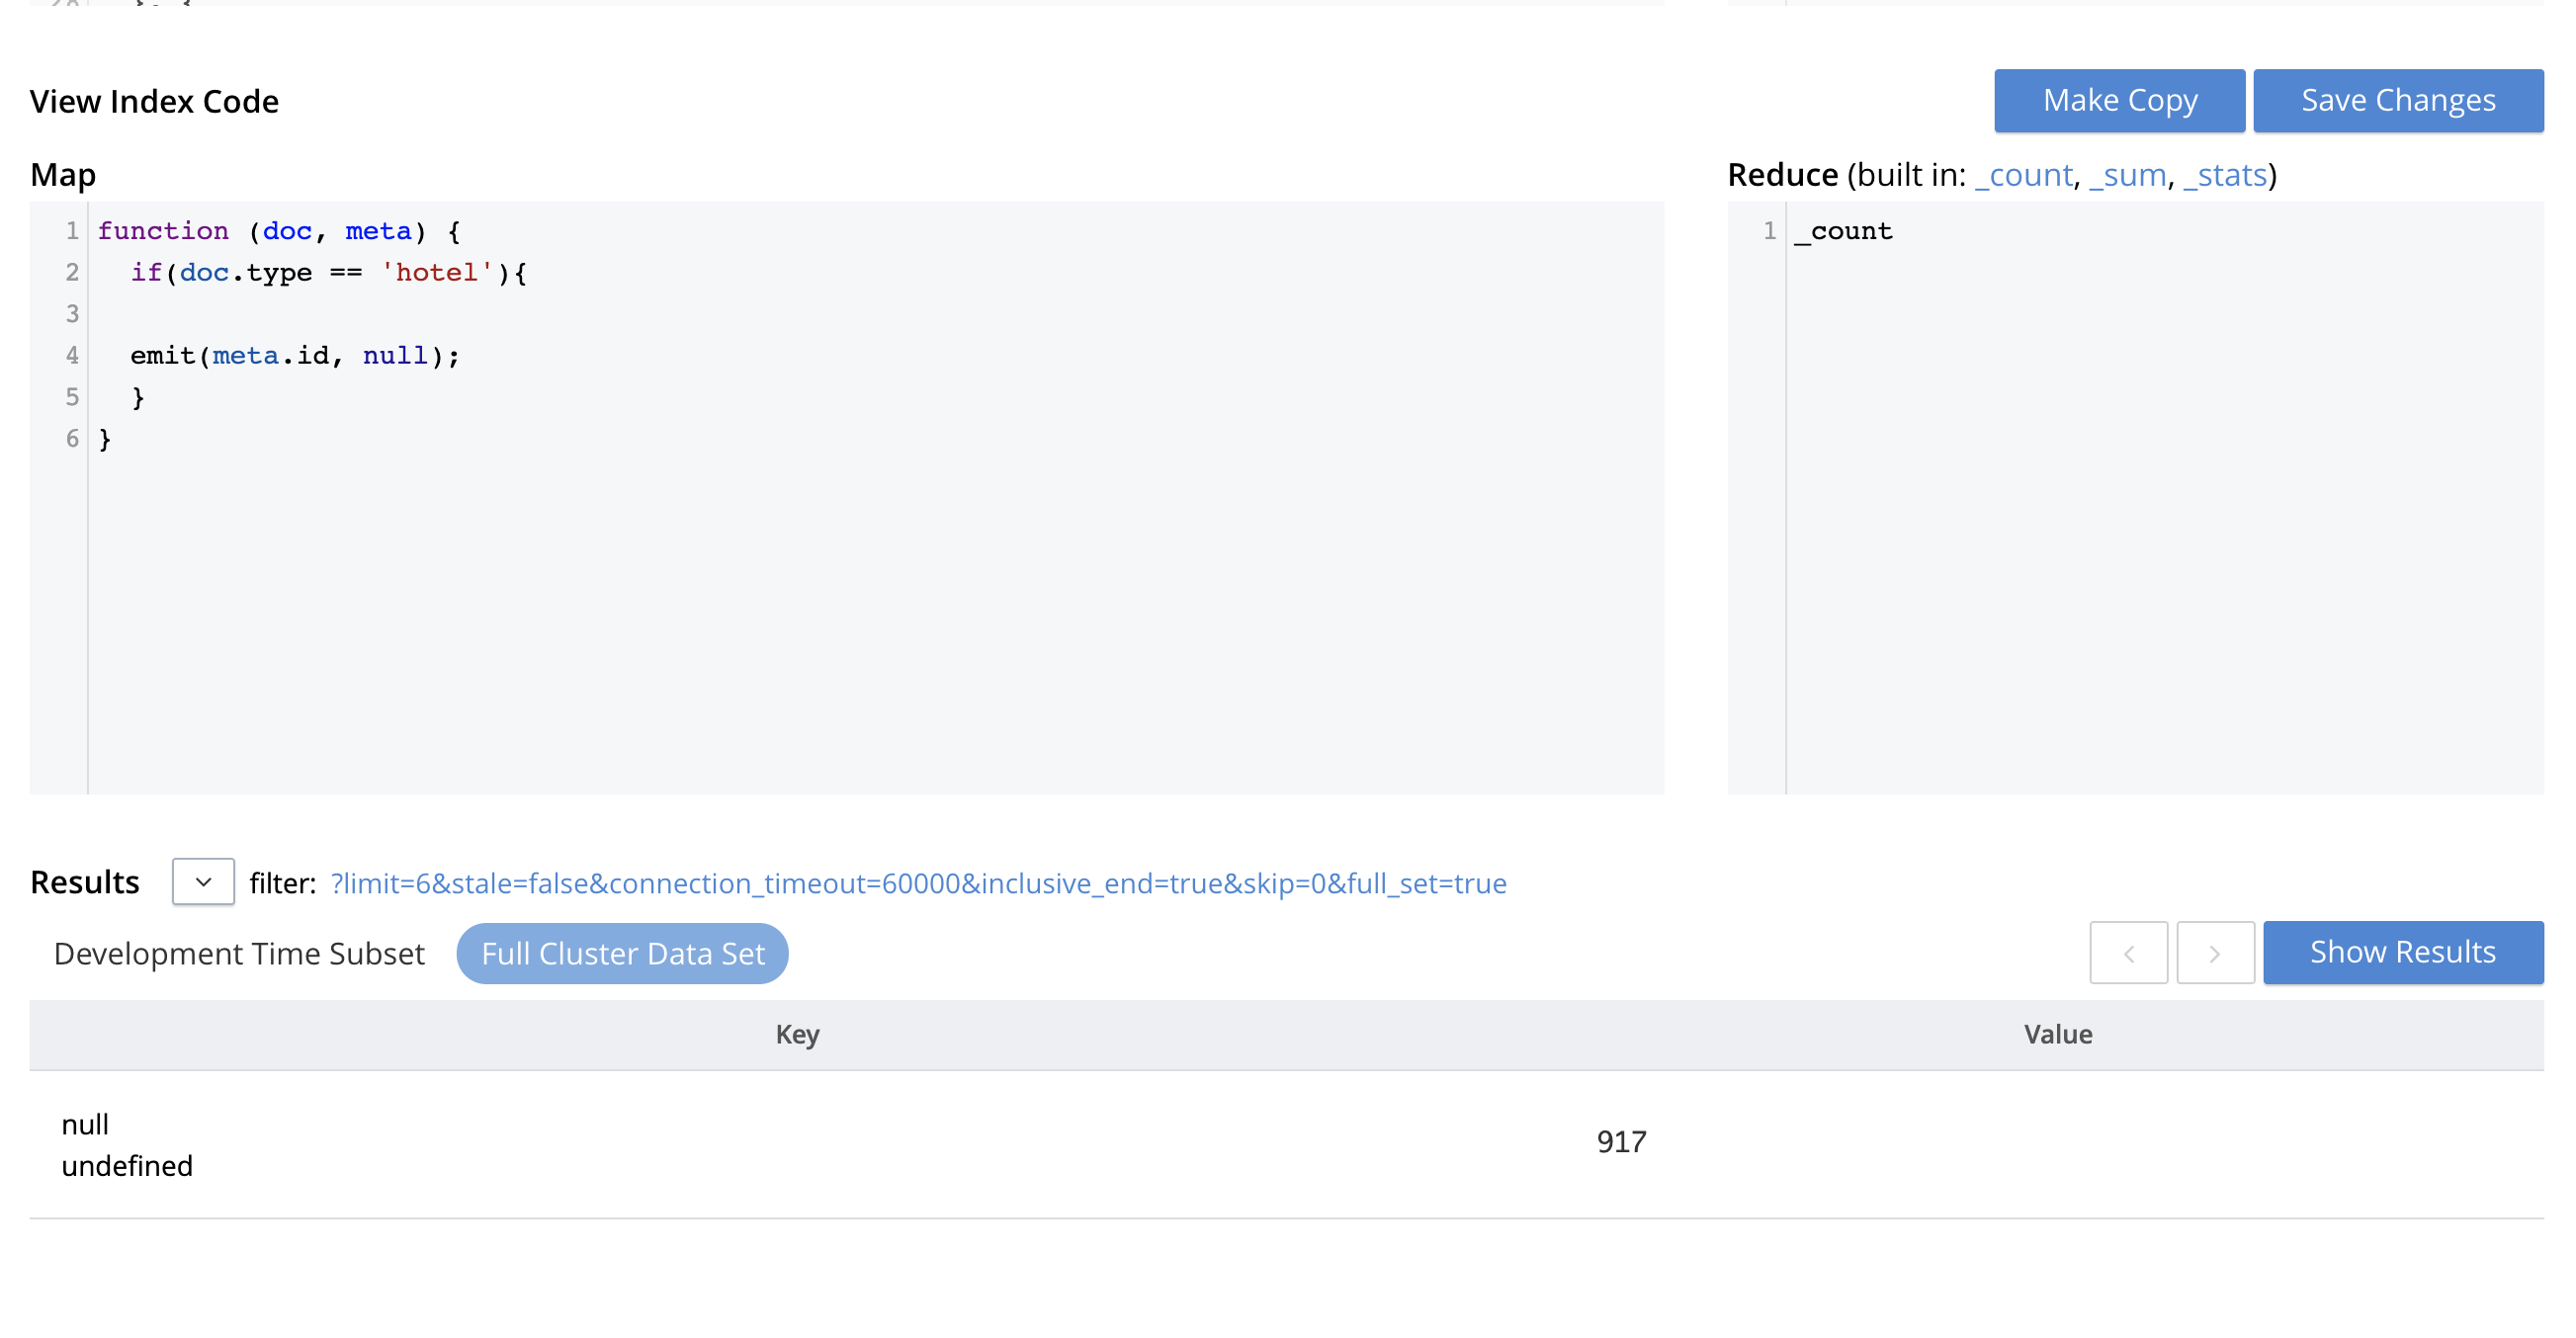 View Index Code
Make Copy
Save Changes
Map
Reduce (built in: _count, _sum, _stats)
1 function (doc, meta) {
2   if(doc.type == 'hotel'){
3
4   emit(meta.id, null);
5   }
6 }
1 _count
Results
filter: ?limit=6&stale=false&connection_timeout=60000&inclusive_end=true&skip=0&full_set=true
Development Time Subset
Full Cluster Data Set
Show Results
Key
Value
null
undefined
917